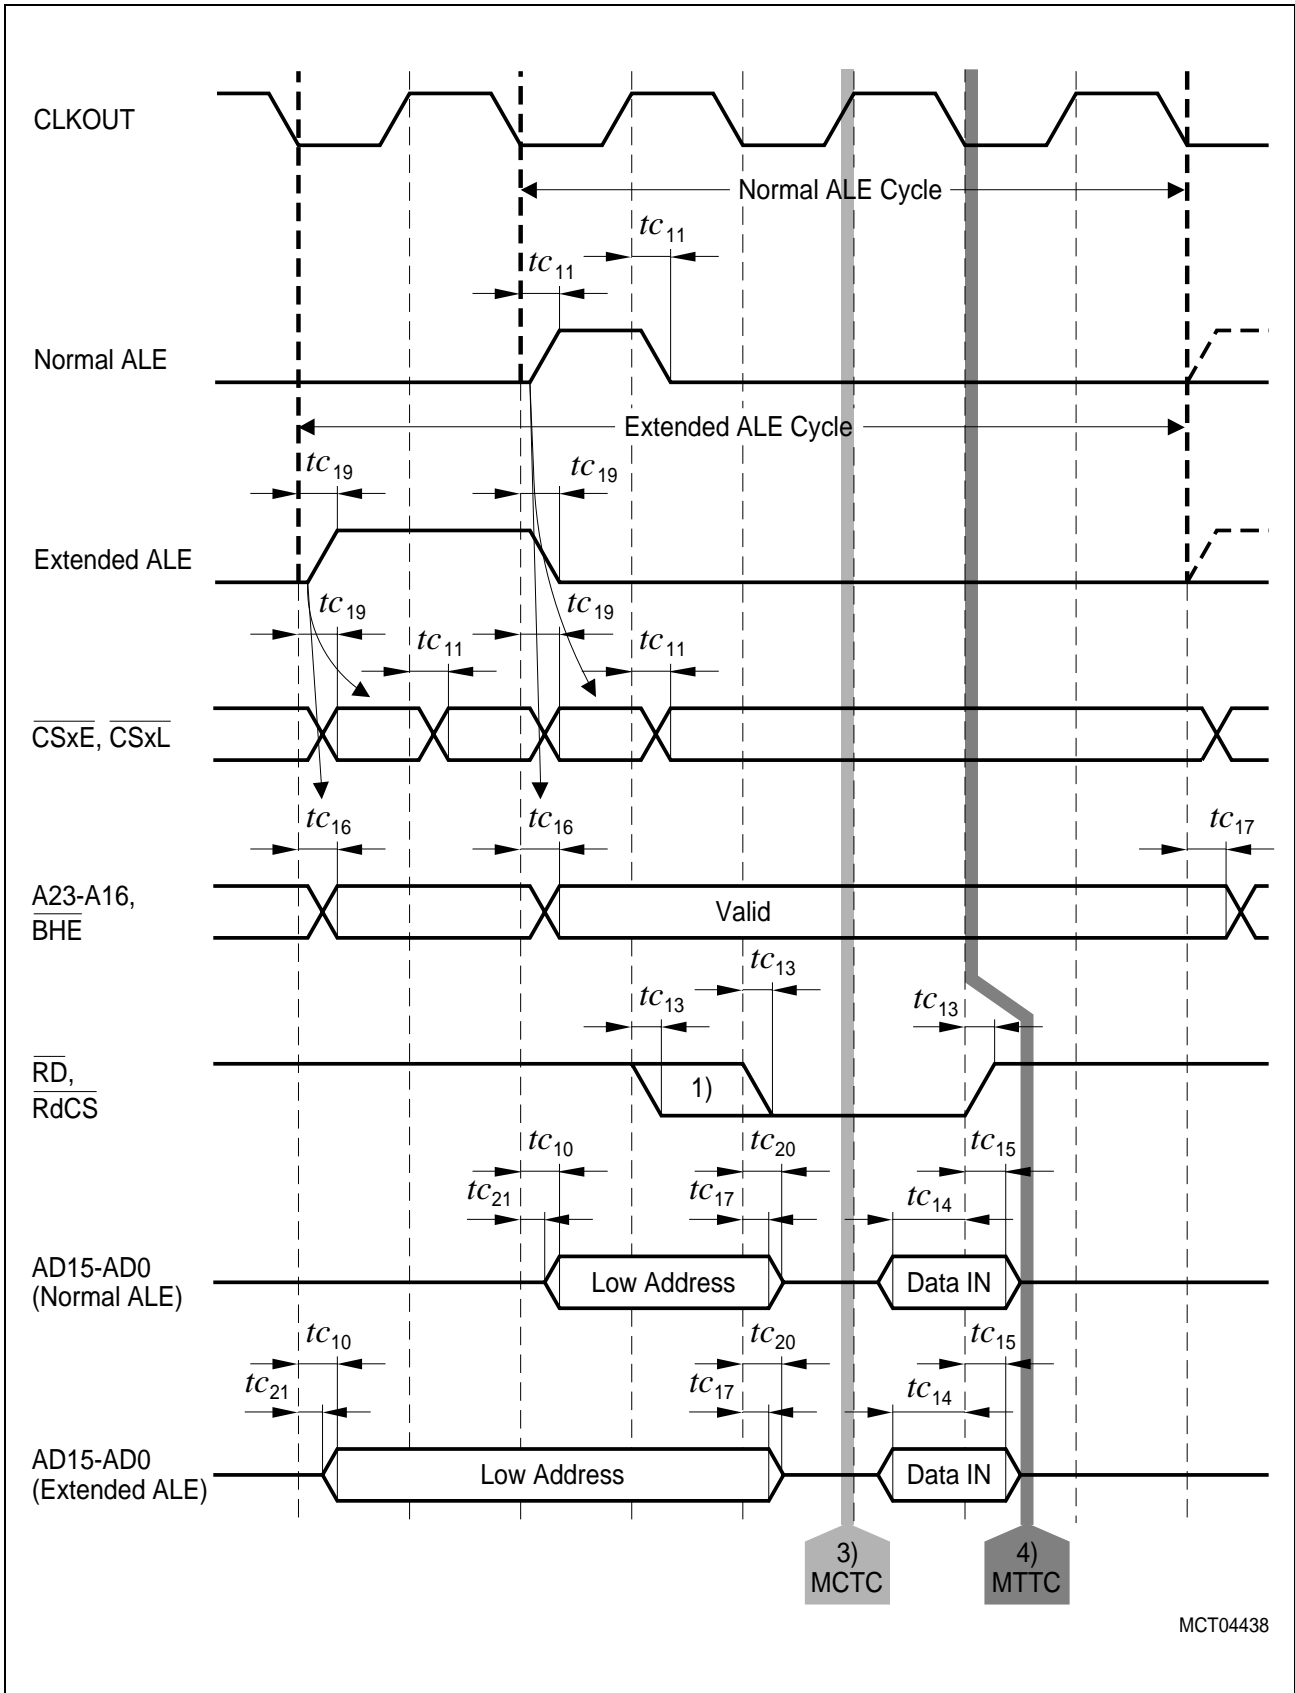 CLKOUT
Normal ALE Cycle
tc11
tc11
Normal ALE
Extended ALE Cycle
tc19
tc19
Extended ALE
tc19
tc19
tc11
tc11
CSxE, CSxL
tc16
tc16
tc17
A23-A16,
BHE
Valid
tc13
tc13
tc13
RD,
RdCS
1)
tc10
tc20
tc15
tc21
tc17
tc14
AD15-AD0
(Normal ALE)
Low Address
Data IN
tc10
tc20
tc15
tc21
tc17
tc14
AD15-AD0
(Extended ALE)
Low Address
Data IN
3)
MCTC
4)
MTTC
MCT04438